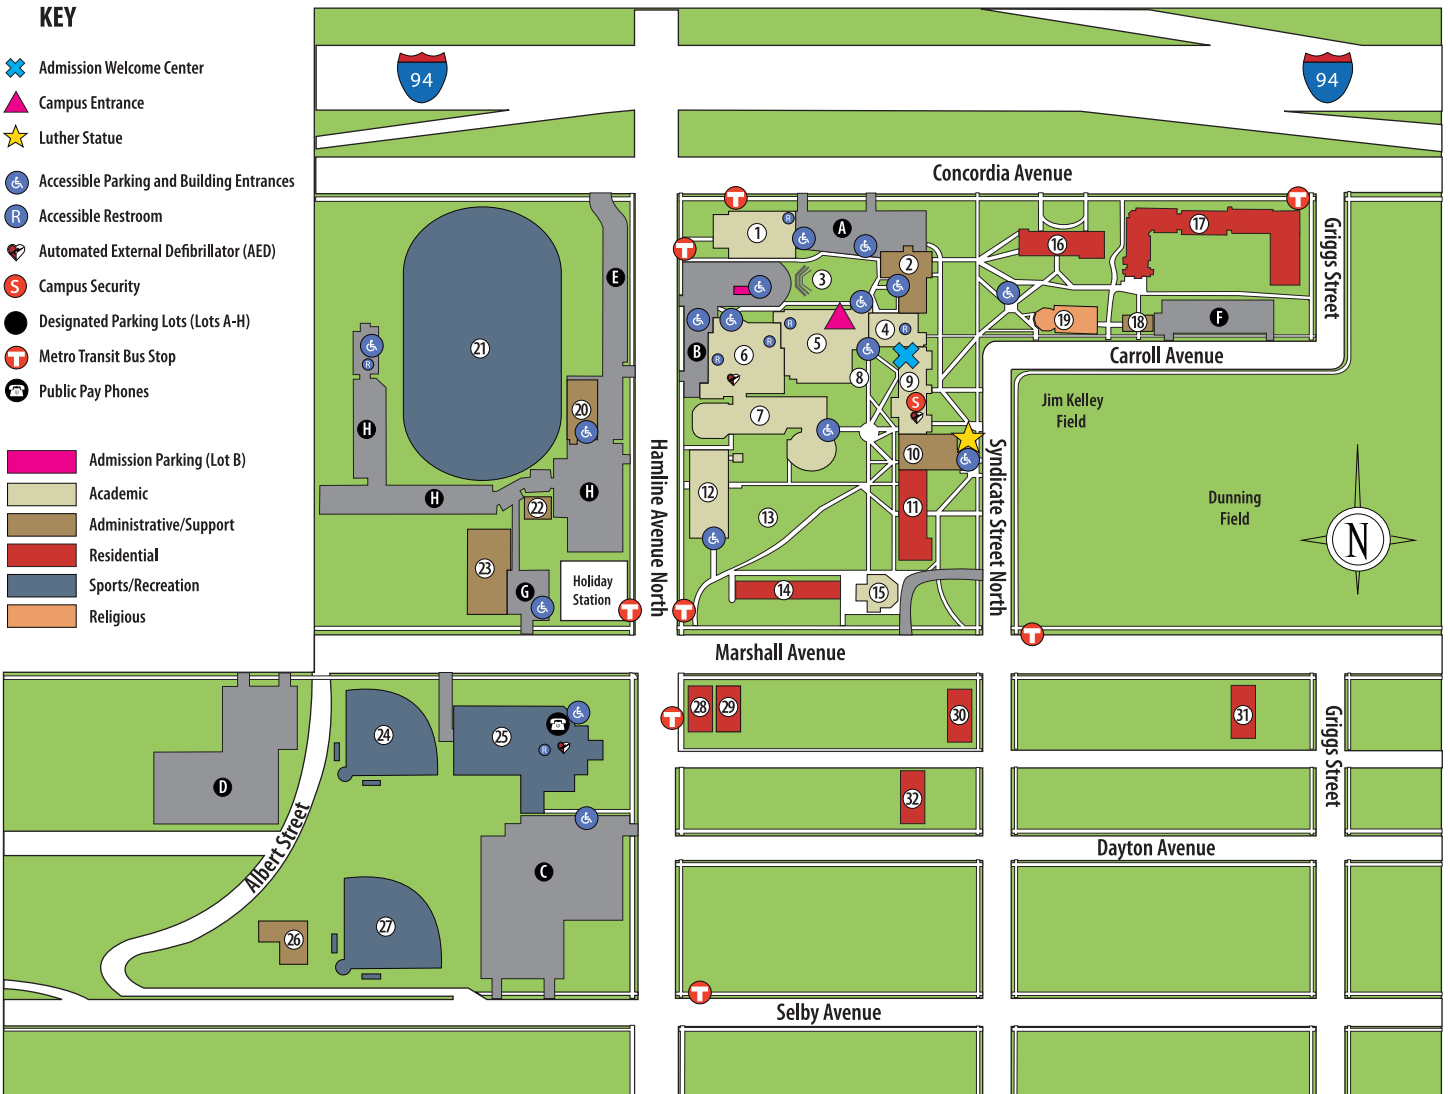 KEY
Admission Welcome Center
Campus Entrance
Luther Statue
Accessible Parking and Building Entrances
R Accessible Restroom
Automated External Defibrillator (AED)
S Campus Security
Designated Parking Lots (Lots A-H)
T Metro Transit Bus Stop
Public Pay Phones
Admission Parking (Lot B)
Academic
Administrative/Support
Residential
Sports/Recreation
Religious
94
94
Concordia Avenue
T
T
T
A
R
1
2
3
16
17
Griggs Street
E
F
18
19
4
R
R
5
R
R
6
B
21
R
8
9
S
Carroll Avenue
Jim Kelley
Field
20
7
10
H
H
H
Hamline Avenue North
Syndicate Street North
11
12
13
22
23
G
Holiday
Station
14
15
Dunning
Field
N
T
T
T
Marshall Avenue
28
29
30
31
T
Griggs Street
24
25
R
D
32
Albert Street
Dayton Avenue
C
26
27
T
Selby Avenue